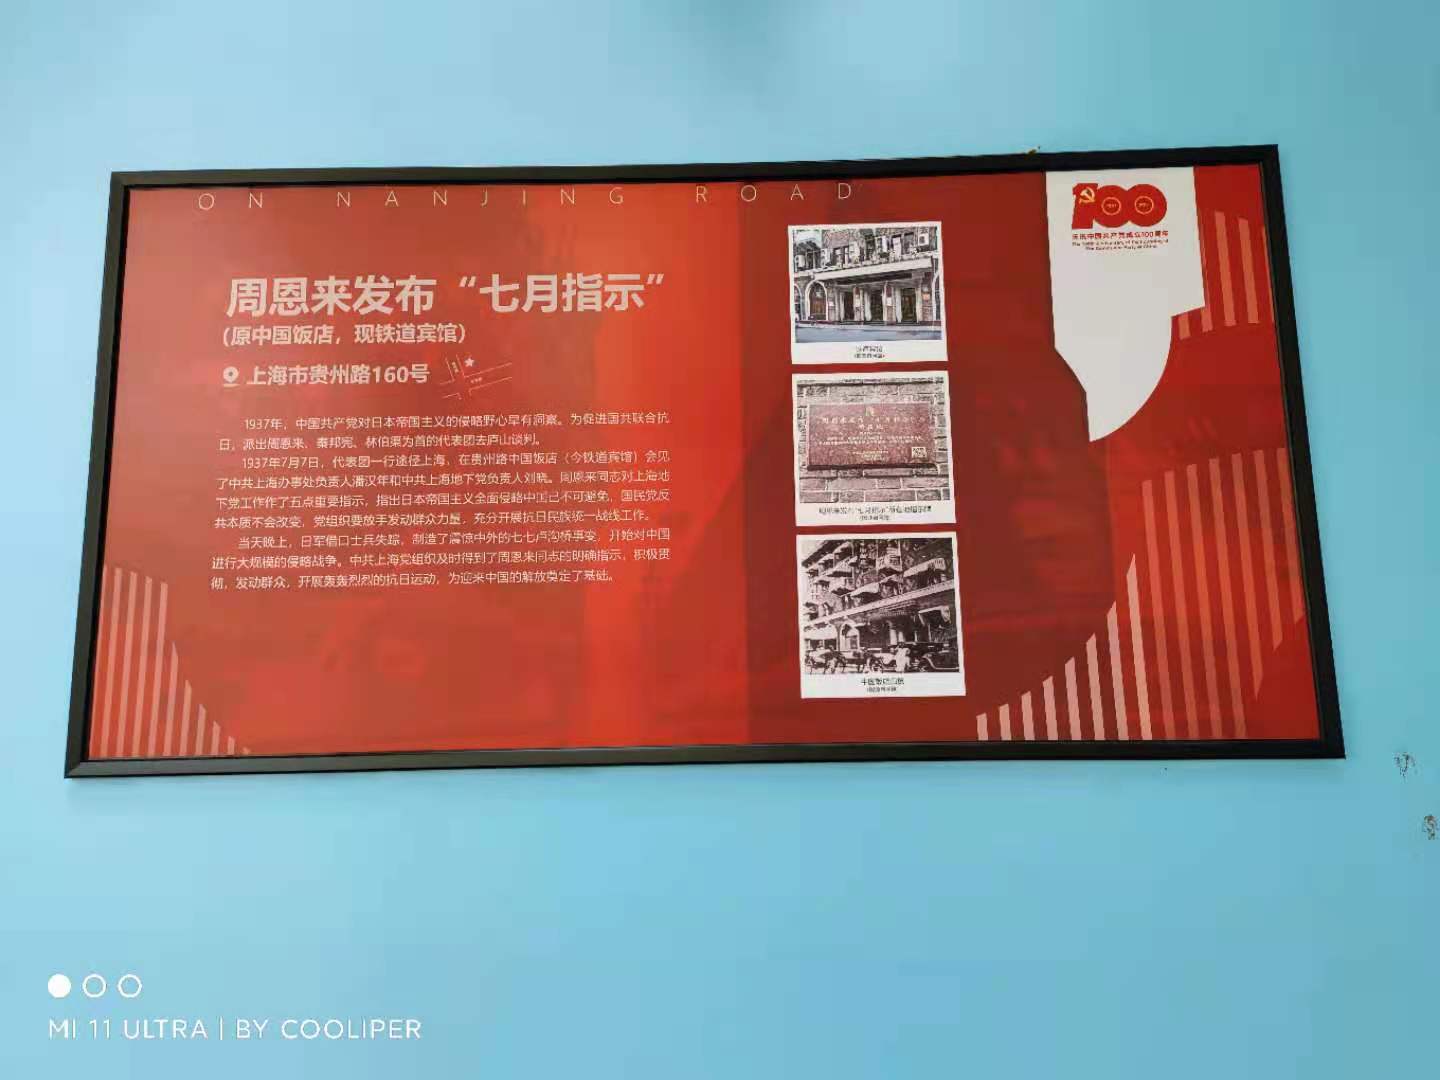 ON NANJING ROAD
周恩来发布“七月指示”
(原中国饭店，现铁道宾馆)
上海市贵州路160号
1937年，中国共产党对日本帝国主义的侵略野心早有洞察。为促进国共联合抗
日，派出周恩来、秦邦宪、林伯渠为首的代表团去庐山谈判。
1937年7月7日，代表团一行途径上海，在贵州路中国饭店（今铁道宾馆）会见
了中共上海办事处负责人潘汉年和中共上海地下党负责人刘晓。周恩来同志对上海地
下党工作作了五点重要指示，指出日本帝国主义全面侵略中国已不可避免，国民党反
共本质不会改变，党组织要放手发动群众力量，充分开展抗日民族统一战线工作。
当天晚上，日军借口士兵失踪，制造了震惊中外的七七卢沟桥事变，开始对中国
进行大规模的侵略战争。中共上海党组织及时得到了周恩来同志的明确指示，积极贯
彻，发动群众，开展轰轰烈烈的抗日运动，为迎来中国的解放奠定了基础。
100
庆祝中国共产党成立100周年
The 100th Anniversary of the Founding of
The Communist Party of China
中国饭店旧貌
MI 11 ULTRA | BY COOLIPER